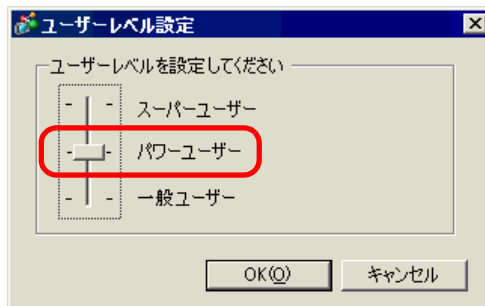 ユーザーレベル設定
ユーザーレベルを設定してください
スーパーユーザー
パワーユーザー
一般ユーザー
OK(O)
キャンセル